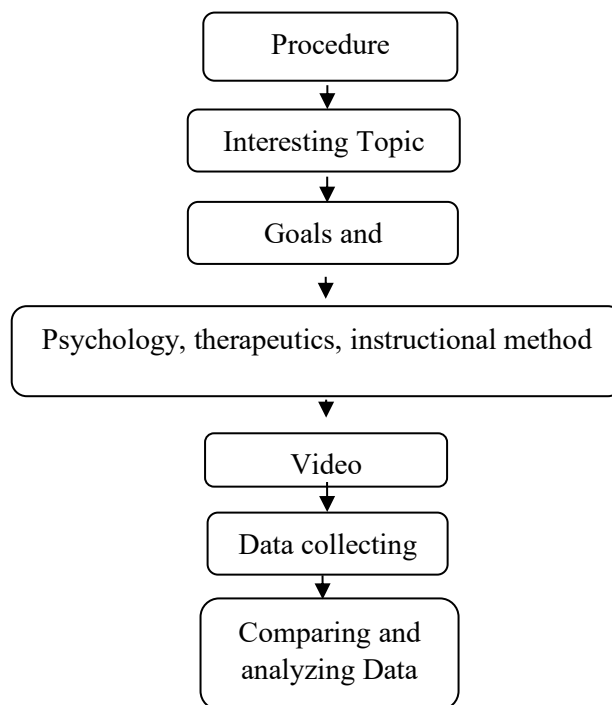 Procedure
Interesting Topic
Goals and
Psychology, therapeutics, instructional method
Video
Data collecting
Comparing and
analyzing Data